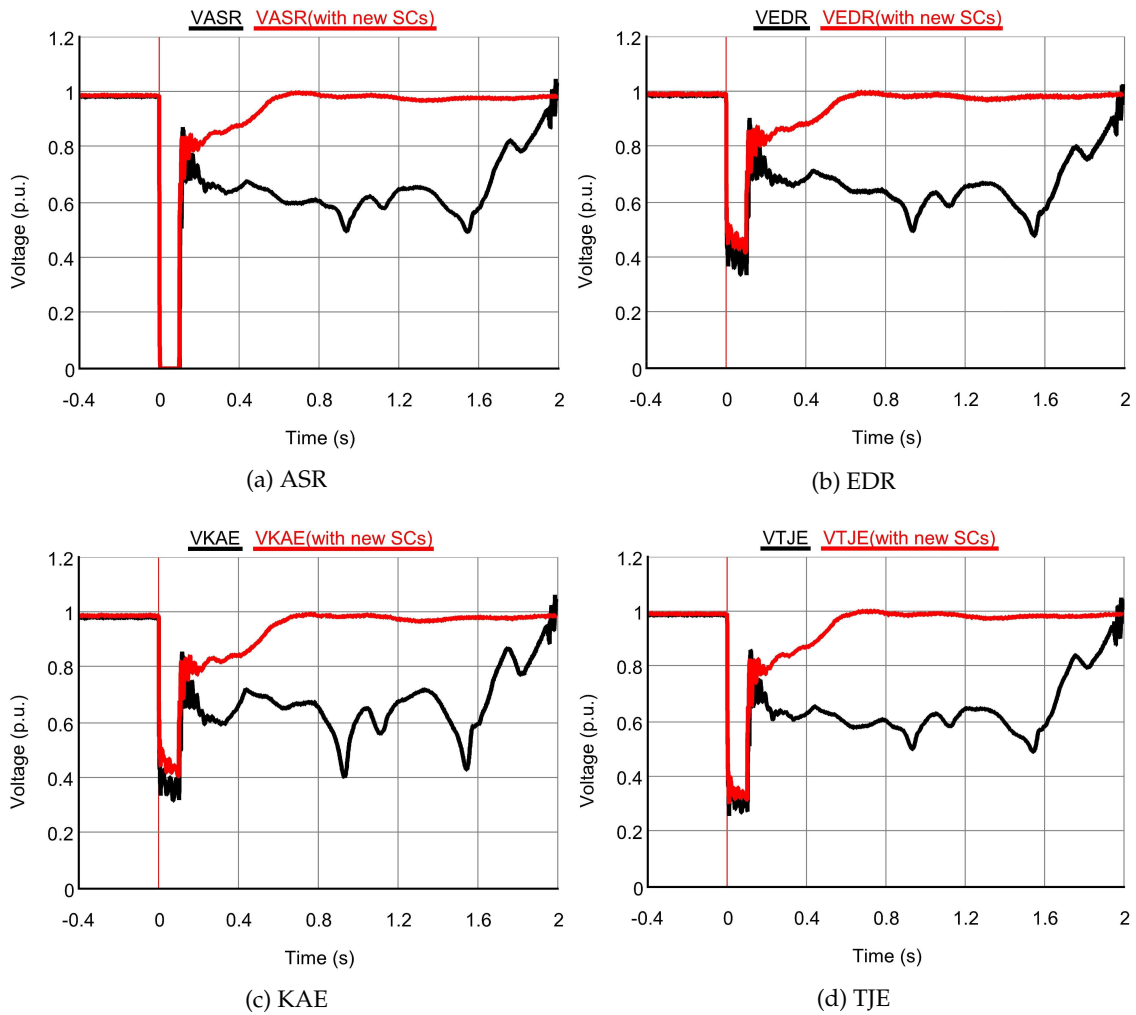 VASR VASR(with new SCs)
1.2
1
0.8
0.6
0.4
0.2
0
Voltage (p.u.)
-0.4 0 0.4 0.8 1.2 1.6 2
Time (s)
(a) ASR
VEDR VEDR(with new SCs)
1.2
1
0.8
0.6
0.4
0.2
0
Voltage (p.u.)
-0.4 0 0.4 0.8 1.2 1.6 2
Time (s)
(b) EDR
VKAE VKAE(with new SCs)
1.2
1
0.8
0.6
0.4
0.2
0
Voltage (p.u.)
-0.4 0 0.4 0.8 1.2 1.6 2
Time (s)
(c) KAE
VTJE VTJE(with new SCs)
1.2
1
0.8
0.6
0.4
0.2
0
Voltage (p.u.)
-0.4 0 0.4 0.8 1.2 1.6 2
Time (s)
(d) TJE